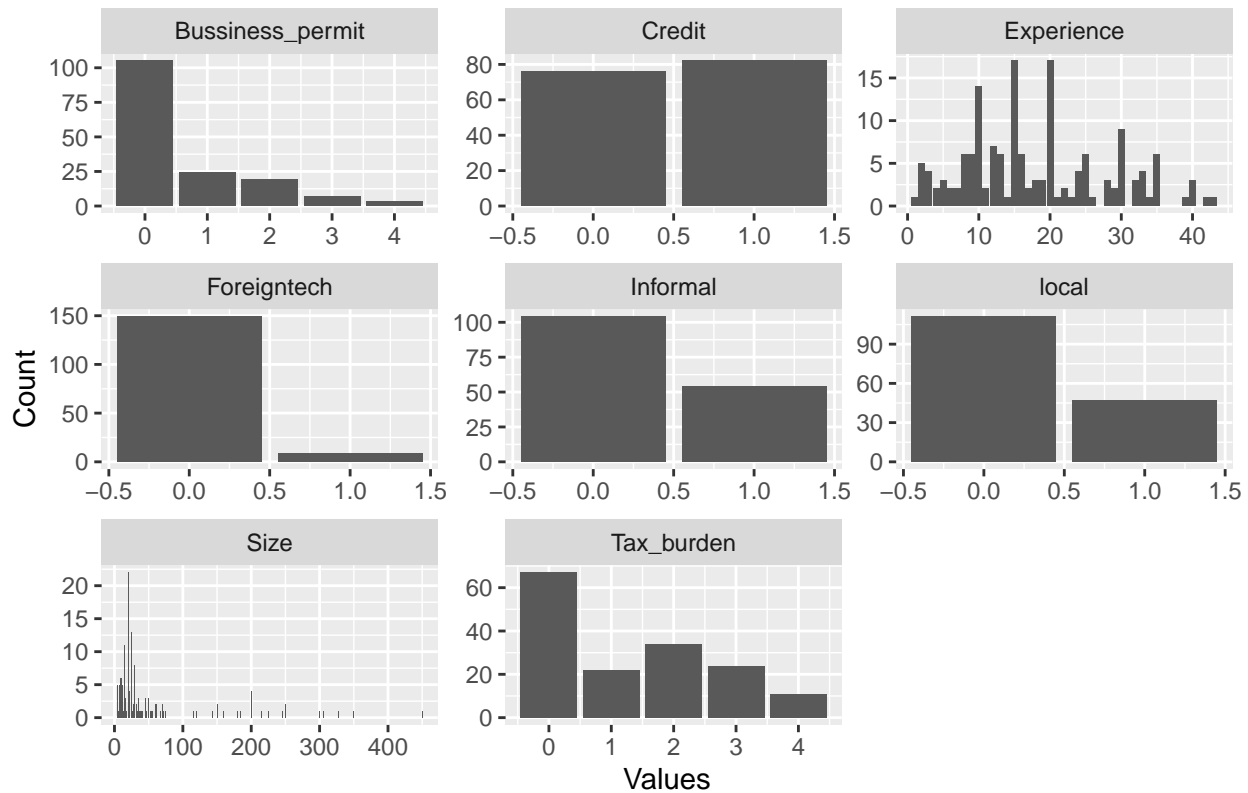 Bussiness_permit
Credit
Experience
100
75
50
25
0
0 1 2 3 4
80
60
40
20
0
−0.5 0.0 0.5 1.0 1.5
15
10
5
0
0 10 20 30 40
Foreigntech
Informal
local
150
100
50
0
−0.5 0.0 0.5 1.0 1.5
100
75
50
25
0
−0.5 0.0 0.5 1.0 1.5
90
60
30
0
−0.5 0.0 0.5 1.0 1.5
Count
Size
Tax_burden
20
15
10
5
0
0 100 200 300 400
60
40
20
0
0 1 2 3 4
Values